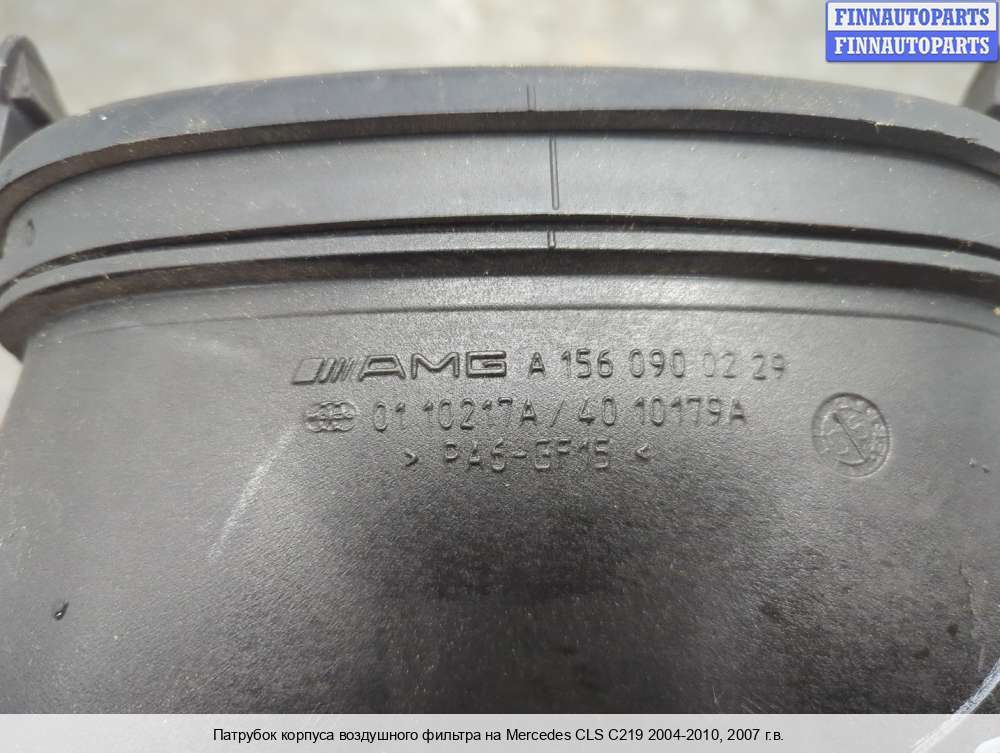 FINNAUTOPARTS
FINNAUTOPARTS
AMG A 156 090 02 29
01 10217A / 40 10179A
> PA6-GF15 <
Патрубок корпуса воздушного фильтра на Mercedes CLS C219 2004-2010, 2007 г.в.